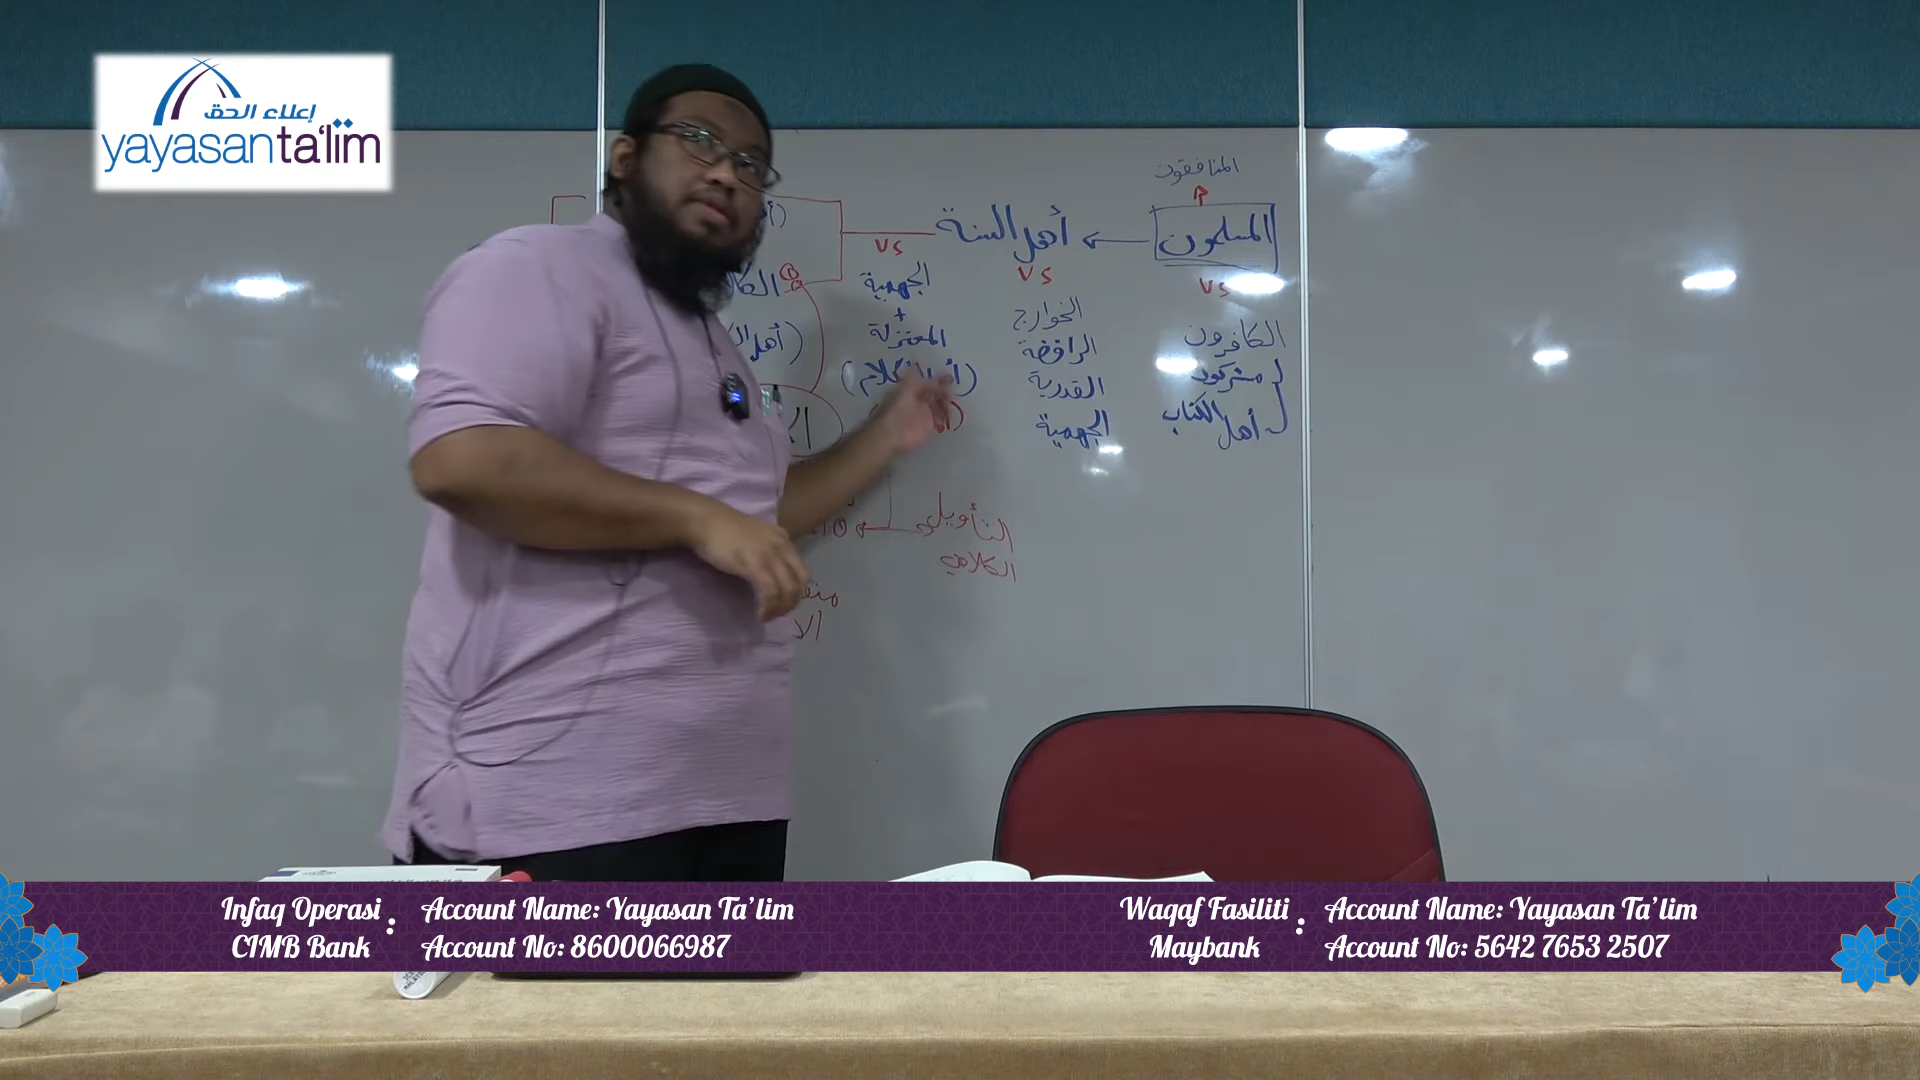 إعلاء الحق
yayasanta'lim
المنافقون
المسلمون
أهل السنة
vs
vs
vs
الكافرون
مشركون
أهل الكتاب
الخوارج
الرافضة
القدرية
الجهمية
الجهمية
+
المعتزلة
(أهل الكلام)
التأويل
الكلامي
Infaq Operasi : Account Name: Yayasan Ta'lim
CIMB Bank Account No: 8600066987
Waqaf Fasiliti : Account Name: Yayasan Ta'lim
Maybank Account No: 5642 7653 2507